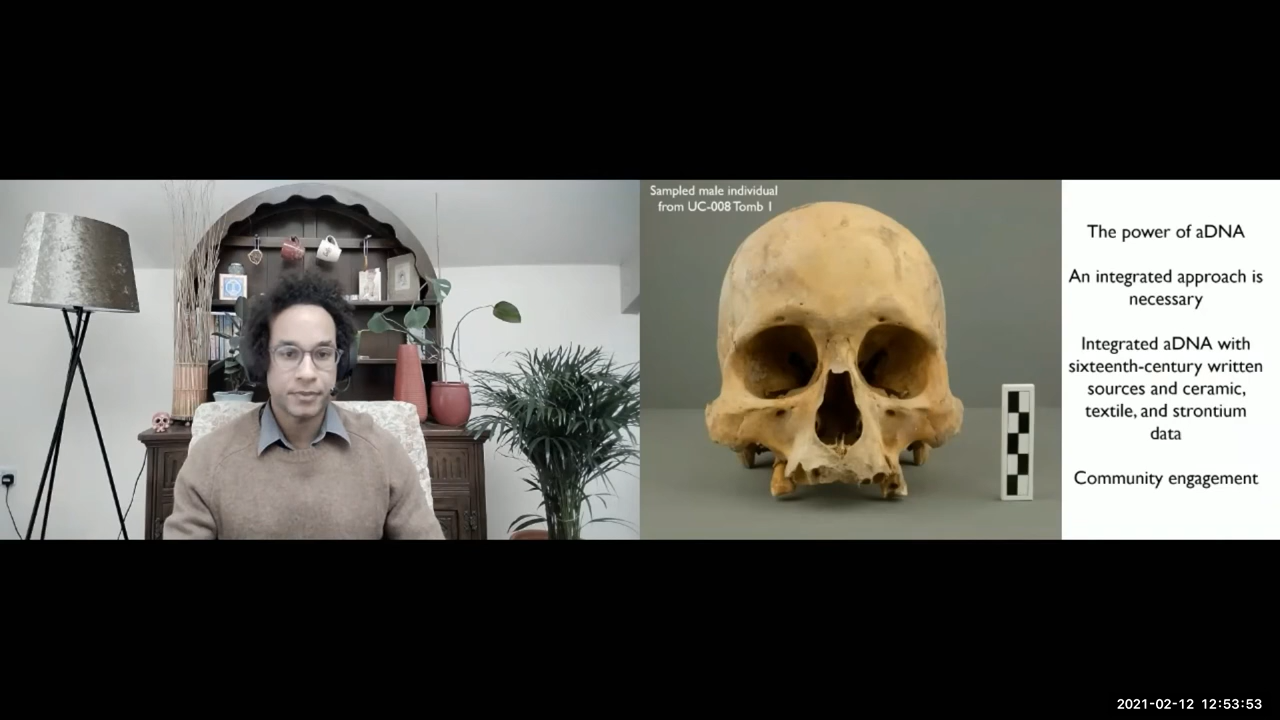 Sampled male individual
from UC-008 Tomb 1
The power of aDNA
An integrated approach is
necessary
Integrated aDNA with
sixteenth-century written
sources and ceramic,
textile, and strontium
data
Community engagement
2021-02-12 12:53:53